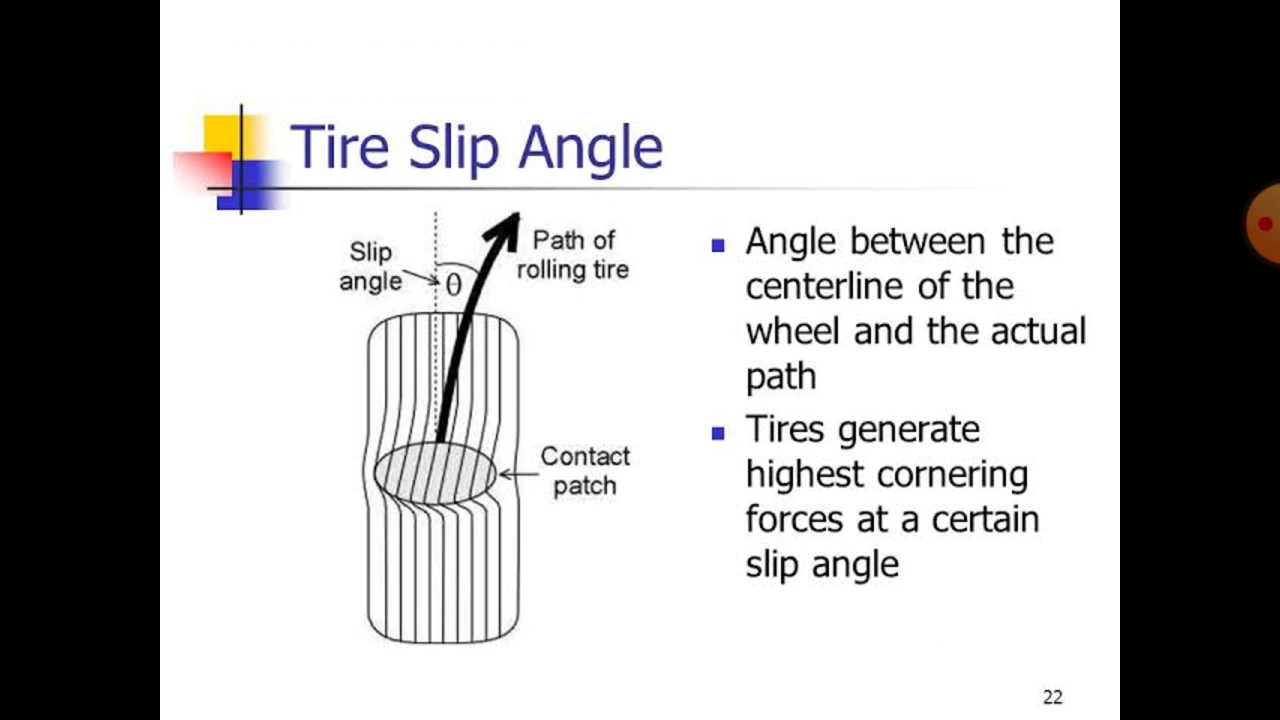 Tire Slip Angle
Slip
angle
θ
Path of
rolling tire
Contact
patch
Angle between the
centerline of the
wheel and the actual
path
Tires generate
highest cornering
forces at a certain
slip angle
22